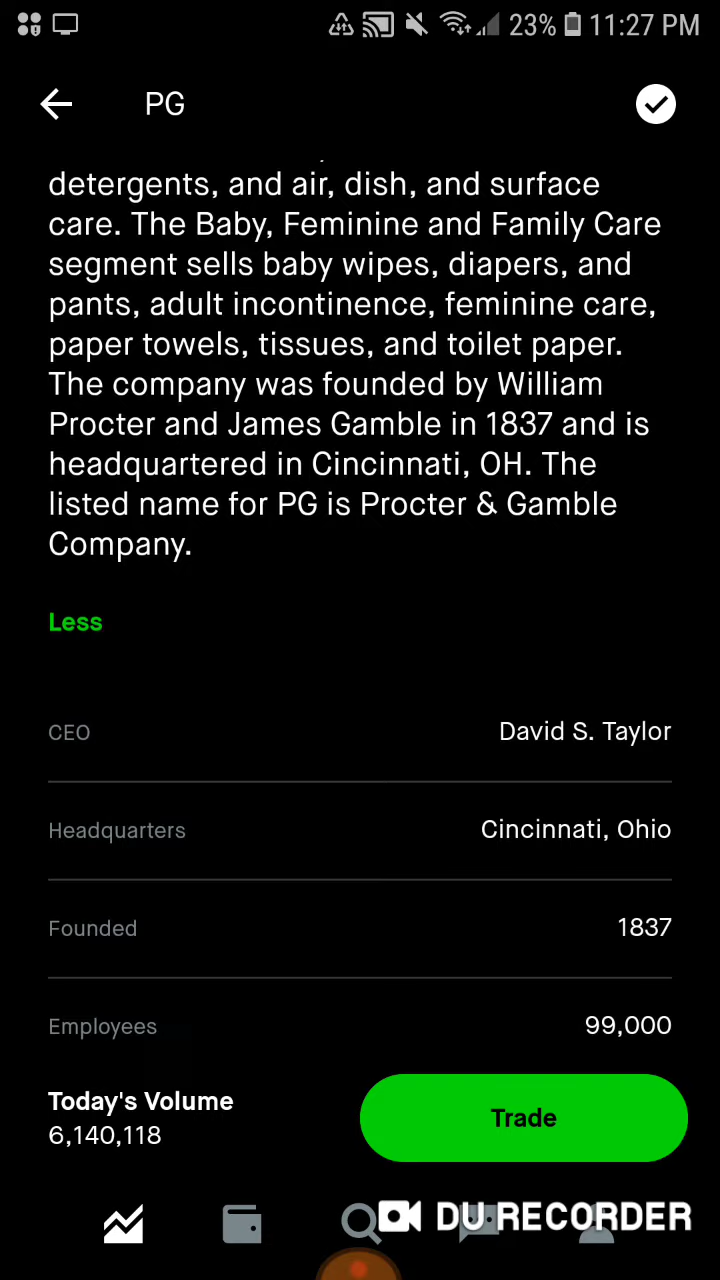 23% 11:27 PM
PG
detergents, and air, dish, and surface
care. The Baby, Feminine and Family Care
segment sells baby wipes, diapers, and
pants, adult incontinence, feminine care,
paper towels, tissues, and toilet paper.
The company was founded by William
Procter and James Gamble in 1837 and is
headquartered in Cincinnati, OH. The
listed name for PG is Procter & Gamble
Company.
Less
CEO David S. Taylor
Headquarters Cincinnati, Ohio
Founded 1837
Employees 99,000
Today's Volume
6,140,118
Trade
DU RECORDER